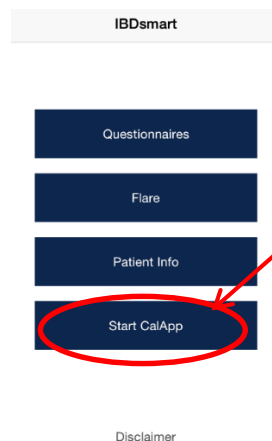 IBDsmart
Questionnaires
Flare
Patient Info
Start CalApp
Disclaimer